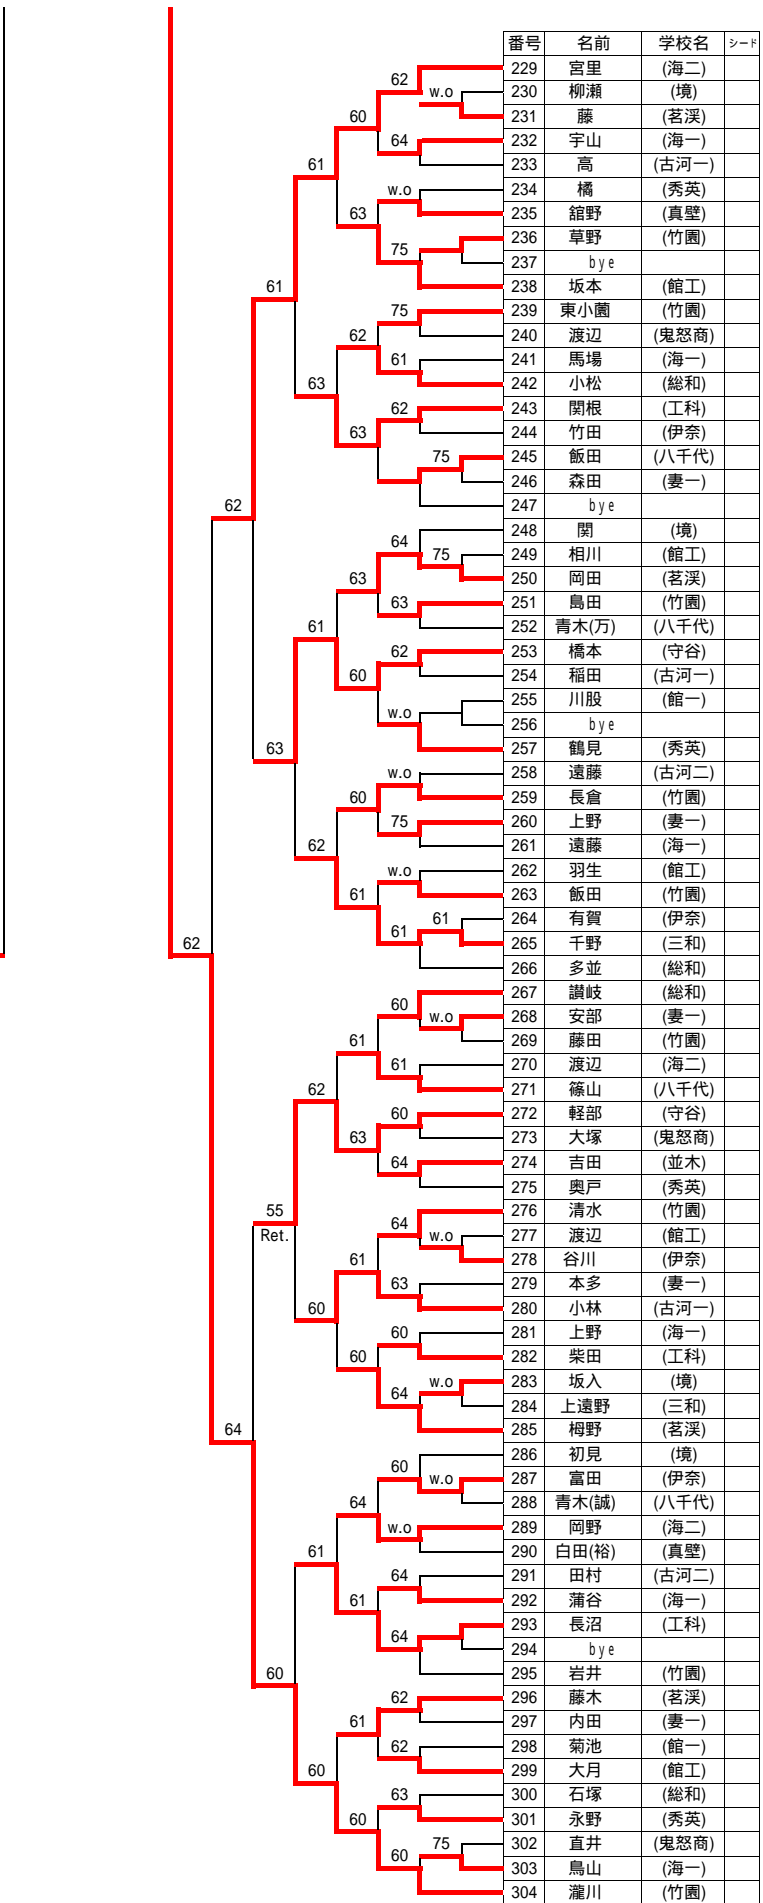 番号 名前 学校名 シード
229 宮里 (海二)
62
230 柳瀬 (境)
w.o
231 藤 (茗渓)
60
232 宇山 (海一)
64
233 高 (古河一)
61
234 橘 (秀英)
w.o
235 舘野 (真壁)
63
236 草野 (竹園)
75
237 bye
238 坂本 (館工)
61
239 東小薗 (竹園)
75
240 渡辺 (鬼怒商)
62
241 馬場 (海一)
61
242 小松 (総和)
63
243 関根 (工科)
62
244 竹田 (伊奈)
63
245 飯田 (八千代)
75
246 森田 (妻一)
247 bye
62
248 関 (境)
64
249 相川 (館工)
75
250 岡田 (茗渓)
63
251 島田 (竹園)
63
252 青木(万) (八千代)
61
253 橋本 (守谷)
62
254 稲田 (古河一)
60
255 川股 (館一)
w.o
256 bye
257 鶴見 (秀英)
63
258 遠藤 (古河二)
w.o
259 長倉 (竹園)
60
260 上野 (妻一)
75
261 遠藤 (海一)
62
262 羽生 (館工)
w.o
263 飯田 (竹園)
61
264 有賀 (伊奈)
61
61
265 千野 (三和)
62
266 多並 (総和)
267 讃岐 (総和)
60
268 安部 (妻一)
w.o
269 藤田 (竹園)
61
270 渡辺 (海二)
61
271 篠山 (八千代)
62
272 軽部 (守谷)
60
273 大塚 (鬼怒商)
63
274 吉田 (並木)
64
275 奥戸 (秀英)
55
276 清水 (竹園)
64
Ret.
277 渡辺 (館工)
w.o
278 谷川 (伊奈)
61
279 本多 (妻一)
63
280 小林 (古河一)
60
281 上野 (海一)
60
282 柴田 (工科)
60
283 坂入 (境)
w.o
64
284 上遠野 (三和)
285 栂野 (茗渓)
64
286 初見 (境)
60
287 富田 (伊奈)
w.o
288 青木(誠) (八千代)
64
289 岡野 (海二)
w.o
290 白田(裕) (真壁)
61
291 田村 (古河二)
64
292 蒲谷 (海一)
61
293 長沼 (工科)
64
294 bye
295 岩井 (竹園)
60
296 藤木 (茗渓)
62
297 内田 (妻一)
61
298 菊池 (館一)
62
299 大月 (館工)
60
300 石塚 (総和)
63
301 永野 (秀英)
60
302 直井 (鬼怒商)
75
60
303 鳥山 (海一)
304 瀧川 (竹園)